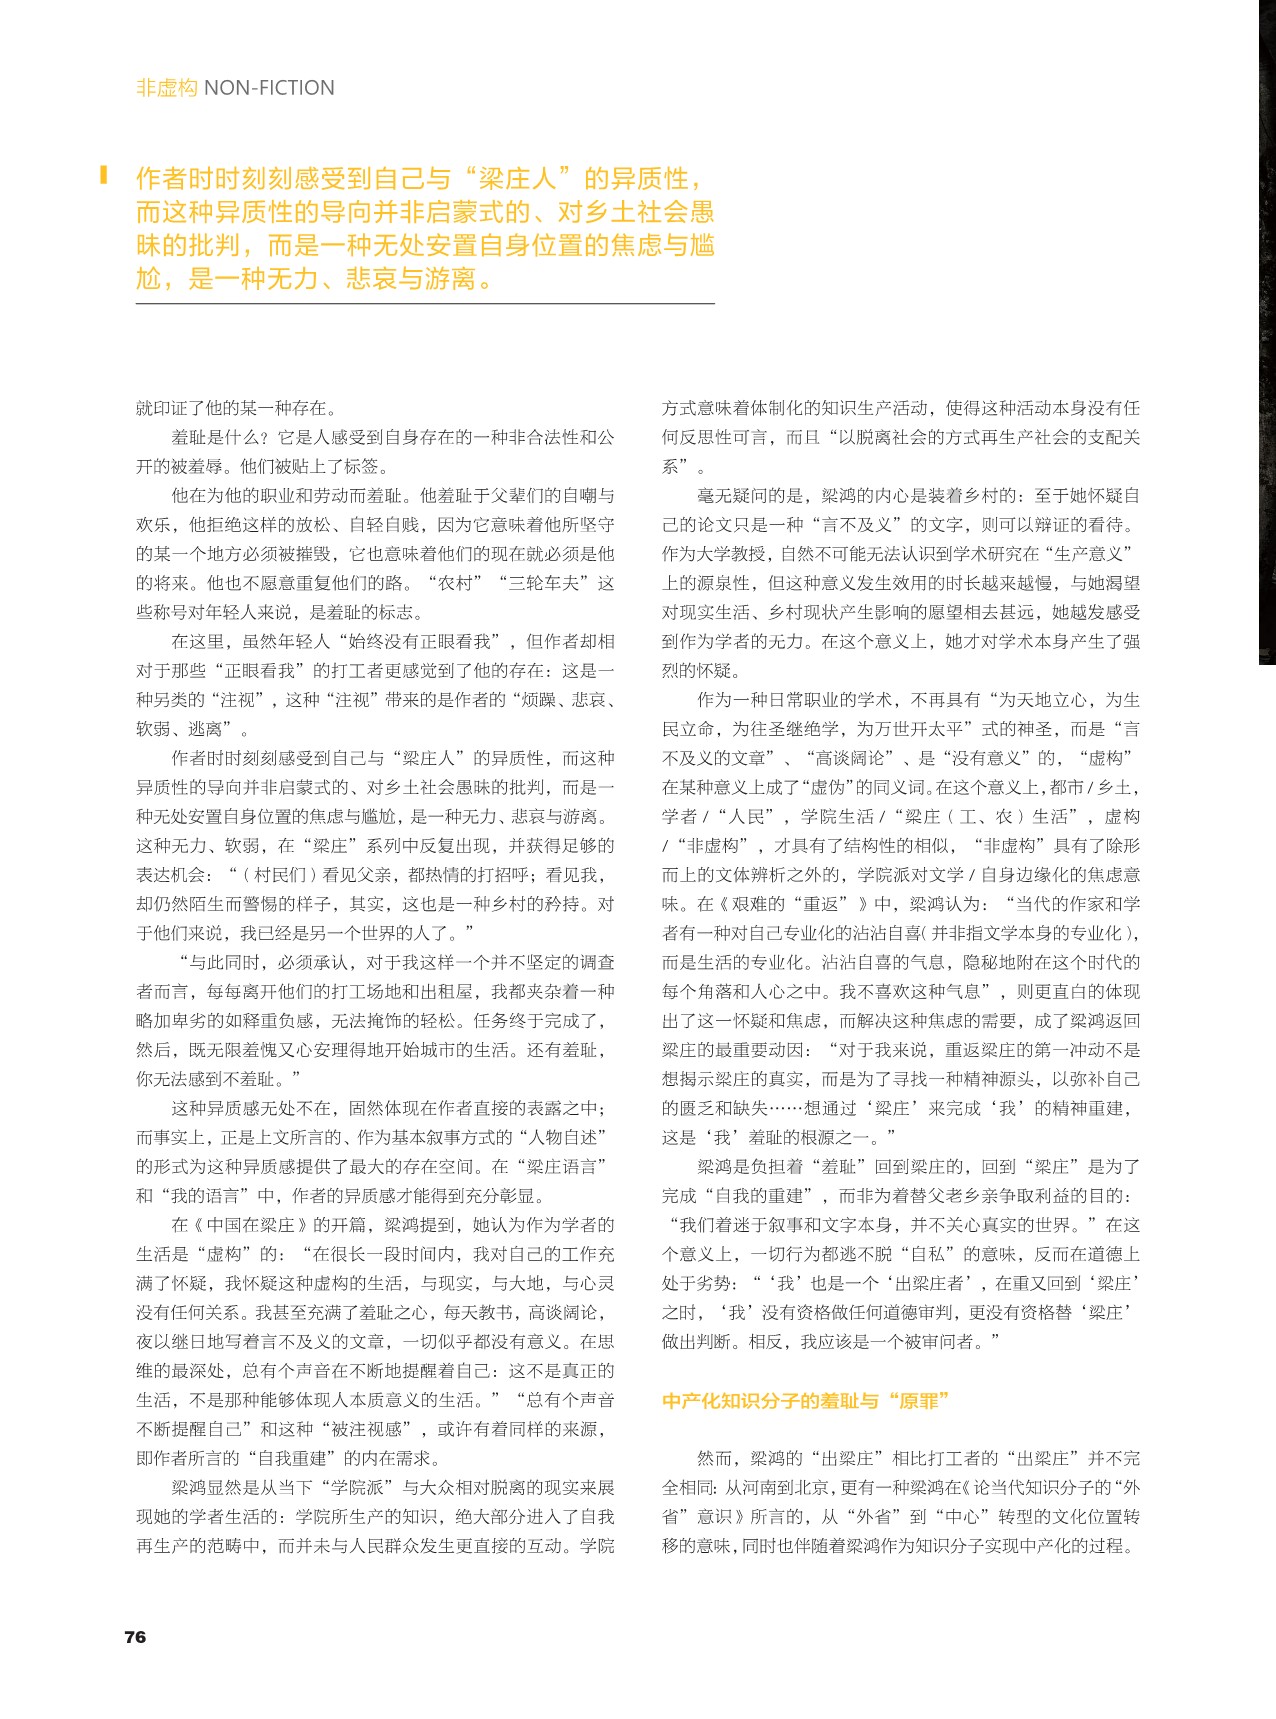 非虚构 NON-FICTION
作者时时刻刻感受到自己与“梁庄人”的异质性，
而这种异质性的导向并非启蒙式的、对乡土社会愚
昧的批判，而是一种无处安置自身位置的焦虑与尴
尬，是一种无力、悲哀与游离。
就印证了他的某一种存在。
羞耻是什么？它是人感受到自身存在的一种非合法性和公
开的被羞辱。他们被贴上了标签。
他在为他的职业和劳动而羞耻。他羞耻于父辈们的自嘲与
欢乐，他拒绝这样的放松、自轻自贱，因为它意味着他所坚守
的某一个地方必须被摧毁，它也意味着他们的现在就必须是他
的将来。他也不愿意重复他们的路。“农村”“三轮车夫”这
些称号对年轻人来说，是羞耻的标志。
在这里，虽然年轻人“始终没有正眼看我”，但作者却相
对于那些“正眼看我”的打工者更感觉到了他的存在：这是一
种另类的“注视”，这种“注视”带来的是作者的“烦躁、悲哀、
软弱、逃离”。
作者时时刻刻感受到自己与“梁庄人”的异质性，而这种
异质性的导向并非启蒙式的、对乡土社会愚昧的批判，而是一
种无处安置自身位置的焦虑与尴尬，是一种无力、悲哀与游离。
这种无力、软弱，在“梁庄”系列中反复出现，并获得足够的
表达机会：“（村民们）看见父亲，都热情的打招呼；看见我，
却仍然陌生而警惕的样子，其实，这也是一种乡村的矜持。对
于他们来说，我已经是另一个世界的人了。”
“与此同时，必须承认，对于我这样一个并不坚定的调查
者而言，每每离开他们的打工场地和出租屋，我都夹杂着一种
略加卑劣的如释重负感，无法掩饰的轻松。任务终于完成了，
然后，既无限羞愧又心安理得地开始城市的生活。还有羞耻，
你无法感到不羞耻。”
这种异质感无处不在，固然体现在作者直接的表露之中；
而事实上，正是上文所言的、作为基本叙事方式的“人物自述”
的形式为这种异质感提供了最大的存在空间。在“梁庄语言”
和“我的语言”中，作者的异质感才能得到充分彰显。
在《中国在梁庄》的开篇，梁鸿提到，她认为作为学者的
生活是“虚构”的：“在很长一段时间内，我对自己的工作充
满了怀疑，我怀疑这种虚构的生活，与现实，与大地，与心灵
没有任何关系。我甚至充满了羞耻之心，每天教书，高谈阔论，
夜以继日地写着言不及义的文章，一切似乎都没有意义。在思
维的最深处，总有个声音在不断地提醒着自己：这不是真正的
生活，不是那种能够体现人本质意义的生活。”“总有个声音
不断提醒自己”和这种“被注视感”，或许有着同样的来源，
即作者所言的“自我重建”的内在需求。
梁鸿显然是从当下“学院派”与大众相对脱离的现实来展
现她的学者生活的：学院所生产的知识，绝大部分进入了自我
再生产的范畴中，而并未与人民群众发生更直接的互动。学院
方式意味着体制化的知识生产活动，使得这种活动本身没有任
何反思性可言，而且“以脱离社会的方式再生产社会的支配关
系”。
毫无疑问的是，梁鸿的内心是装着乡村的：至于她怀疑自
己的论文只是一种“言不及义”的文字，则可以辩证的看待。
作为大学教授，自然不可能无法认识到学术研究在“生产意义”
上的源泉性，但这种意义发生效用的时长越来越慢，与她渴望
对现实生活、乡村现状产生影响的愿望相去甚远，她越发感受
到作为学者的无力。在这个意义上，她才对学术本身产生了强
烈的怀疑。
作为一种日常职业的学术，不再具有“为天地立心，为生
民立命，为往圣继绝学，为万世开太平”式的神圣，而是“言
不及义的文章”、“高谈阔论”、是“没有意义”的，“虚构”
在某种意义上成了“虚伪”的同义词。在这个意义上，都市/乡土，
学者/“人民”，学院生活/“梁庄（工、农）生活”，虚构
/“非虚构”，才具有了结构性的相似，“非虚构”具有了除形
而上的文体辨析之外的，学院派对文学/自身边缘化的焦虑意
味。在《艰难的“重返”》中，梁鸿认为：“当代的作家和学
者有一种对自己专业化的沾沾自喜（并非指文学本身的专业化），
而是生活的专业化。沾沾自喜的气息，隐秘地附在这个时代的
每个角落和人心之中。我不喜欢这种气息”，则更直白的体现
出了这一怀疑和焦虑，而解决这种焦虑的需要，成了梁鸿返回
梁庄的最重要动因：“对于我来说，重返梁庄的第一冲动不是
想揭示梁庄的真实，而是为了寻找一种精神源头，以弥补自己
的匮乏和缺失……想通过‘梁庄’来完成‘我’的精神重建，
这是‘我’羞耻的根源之一。”
梁鸿是负担着“羞耻”回到梁庄的，回到“梁庄”是为了
完成“自我的重建”，而非为着替父老乡亲争取利益的目的：
“我们着迷于叙事和文字本身，并不关心真实的世界。”在这
个意义上，一切行为都逃不脱“自私”的意味，反而在道德上
处于劣势：“‘我’也是一个‘出梁庄者’，在重又回到‘梁庄’
之时，‘我’没有资格做任何道德审判，更没有资格替‘梁庄’
做出判断。相反，我应该是一个被审问者。”
中产化知识分子的羞耻与“原罪”
然而，梁鸿的“出梁庄”相比打工者的“出梁庄”并不完
全相同：从河南到北京，更有一种梁鸿在《论当代知识分子的“外
省”意识》所言的，从“外省”到“中心”转型的文化位置转
移的意味，同时也伴随着梁鸿作为知识分子实现中产化的过程。
76